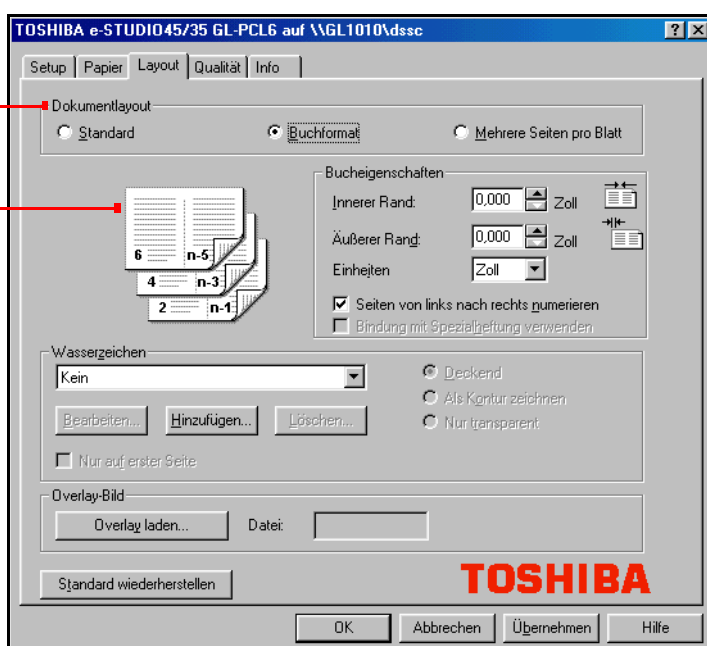 TOSHIBA e-STUDIO45/35 GL-PCL6 auf \\GL1010\dssc
Setup Papier Layout Qualität Info
Dokumentlayout
Standard Buchformat Mehrere Seiten pro Blatt
6 n-5
4 n-3
2 n-1
Bucheigenschaften
Innerer Rand: 0,000 Zoll
Äußerer Rand: 0,000 Zoll
Einheiten Zoll
Seiten von links nach rechts numerieren
Bindung mit Spezialheftung verwenden
Wasserzeichen
Kein
Bearbeiten... Hinzufügen... Löschen...
Nur auf erster Seite
Deckend
Als Kontur zeichnen
Nur transparent
Overlay-Bild
Overlay laden... Datei:
Standard wiederherstellen
TOSHIBA
OK Abbrechen Übernehmen Hilfe